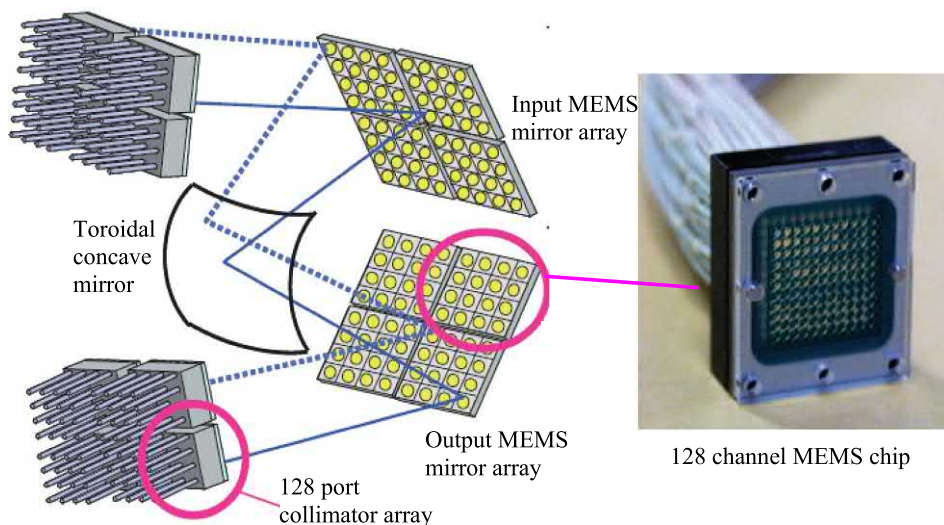 Input MEMS
mirror array
Toroidal
concave
mirror
Output MEMS
mirror array
128 port
collimator array
128 channel MEMS chip